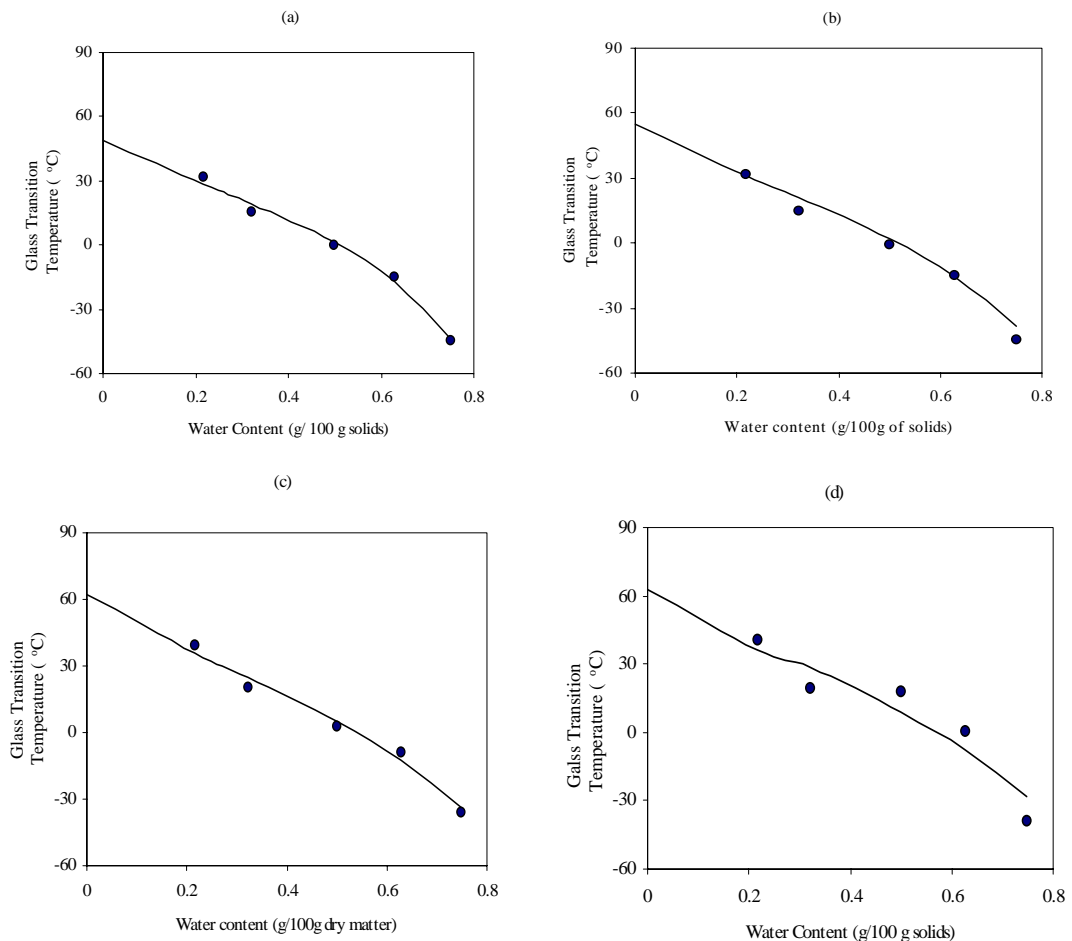 (a)
90
60
30
0
-30
-60
0 0.2 0.4 0.6 0.8
Glass Transition
Temperature ( °C)
Water Content (g/ 100 g solids)
(b)
90
60
30
0
-30
-60
0 0.2 0.4 0.6 0.8
Glass Transition
Temperature ( °C)
Water content (g/100g of solids)
(c)
90
60
30
0
-30
-60
0 0.2 0.4 0.6 0.8
Glass Transition
Temperature ( °C)
Water content (g/100g dry matter)
(d)
90
60
30
0
-30
-60
0 0.2 0.4 0.6 0.8
Galss Transition
Temperature ( °C)
Water Content (g/100 g solids)